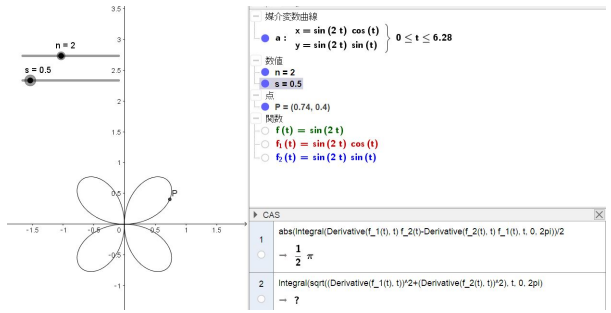 3.5
3
2.5
2
1.5
1
0.5
0
-1.5
-1
-0.5
0.5
1
1.5
-0.5
-1
n = 2
s = 0.5
P
媒介変数曲線
a : x = sin (2 t) cos (t)
y = sin (2 t) sin (t)
0 ≤ t ≤ 6.28
数値
n = 2
s = 0.5
点
P = (0.74, 0.4)
関数
f (t) = sin (2 t)
f₁ (t) = sin (2 t) cos (t)
f₂ (t) = sin (2 t) sin (t)
CAS
1
abs(Integral(Derivative(f_1(t), t) f_2(t)-Derivative(f_2(t), t) f_1(t), t, 0, 2pi))/2
→ 1/2 π
2
Integral(sqrt((Derivative(f_1(t), t))^2+(Derivative(f_2(t), t))^2), t, 0, 2pi)
→ ?